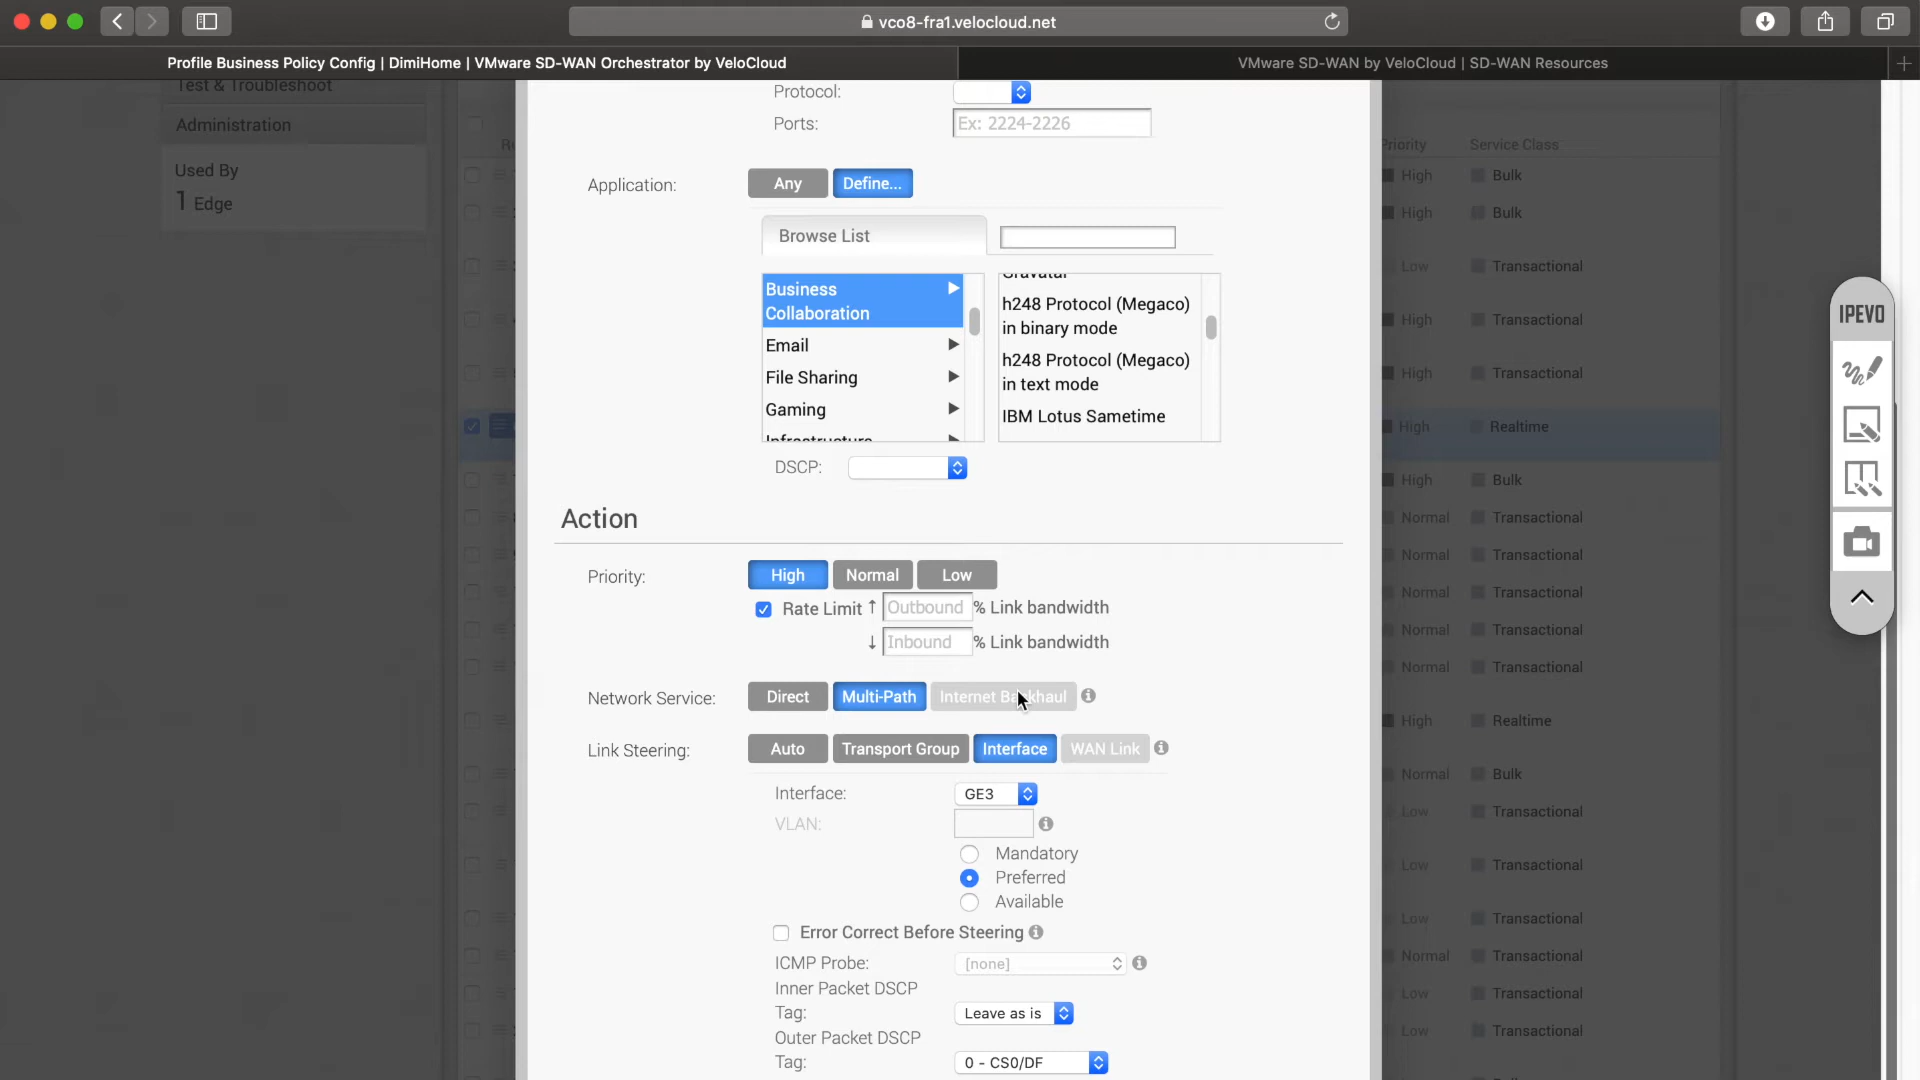 vco8-fra1.velocloud.net
Profile Business Policy Config | DimiHome | VMware SD-WAN Orchestrator by VeloCloud
VMware SD-WAN by VeloCloud | SD-WAN Resources
Test & Troubleshoot
Administration
Used By
1 Edge
Protocol:
Ports:
Ex: 2224-2226
Application:
Any
Define...
Browse List
Business
Collaboration
Email
File Sharing
Gaming
Infrastructure
Gravatar
h248 Protocol (Megaco)
in binary mode
h248 Protocol (Megaco)
in text mode
IBM Lotus Sametime
DSCP:
Action
Priority:
High
Normal
Low
Rate Limit ↑ Outbound % Link bandwidth
↓ Inbound % Link bandwidth
Network Service:
Direct
Multi-Path
Internet Backhaul
Link Steering:
Auto
Transport Group
Interface
WAN Link
Interface:
GE3
VLAN:
Mandatory
Preferred
Available
Error Correct Before Steering
ICMP Probe:
[none]
Inner Packet DSCP
Tag:
Leave as is
Outer Packet DSCP
Tag:
0 - CS0/DF
Priority Service Class
High Bulk
High Bulk
Low Transactional
High Transactional
High Transactional
High Realtime
High Bulk
Normal Transactional
Normal Transactional
Normal Transactional
Normal Transactional
Normal Transactional
High Realtime
Normal Bulk
Low Transactional
Low Transactional
Low Transactional
Normal Transactional
Low Transactional
Low Transactional
IPEVO